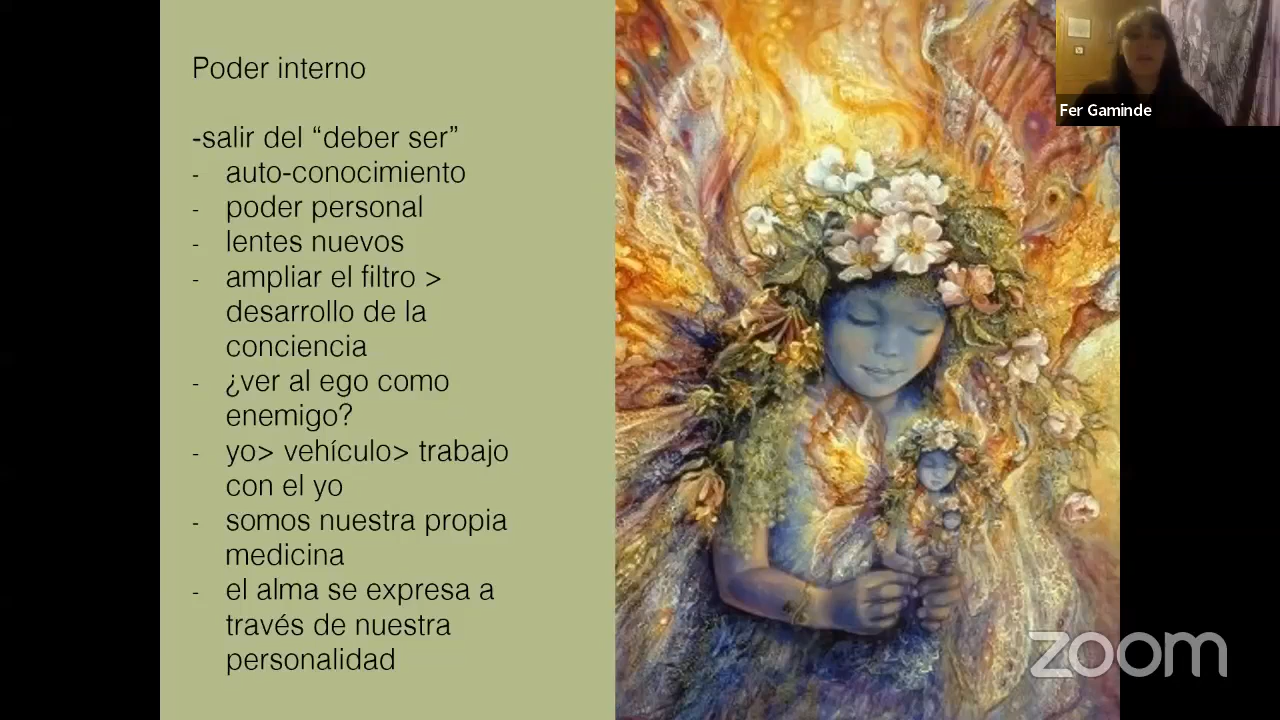 Poder interno
-salir del “deber ser”
- auto-conocimiento
- poder personal
- lentes nuevos
- ampliar el filtro >
desarrollo de la
conciencia
- ¿ver al ego como
enemigo?
- yo> vehículo> trabajo
con el yo
- somos nuestra propia
medicina
- el alma se expresa a
través de nuestra
personalidad
Fer Gaminde
zoom